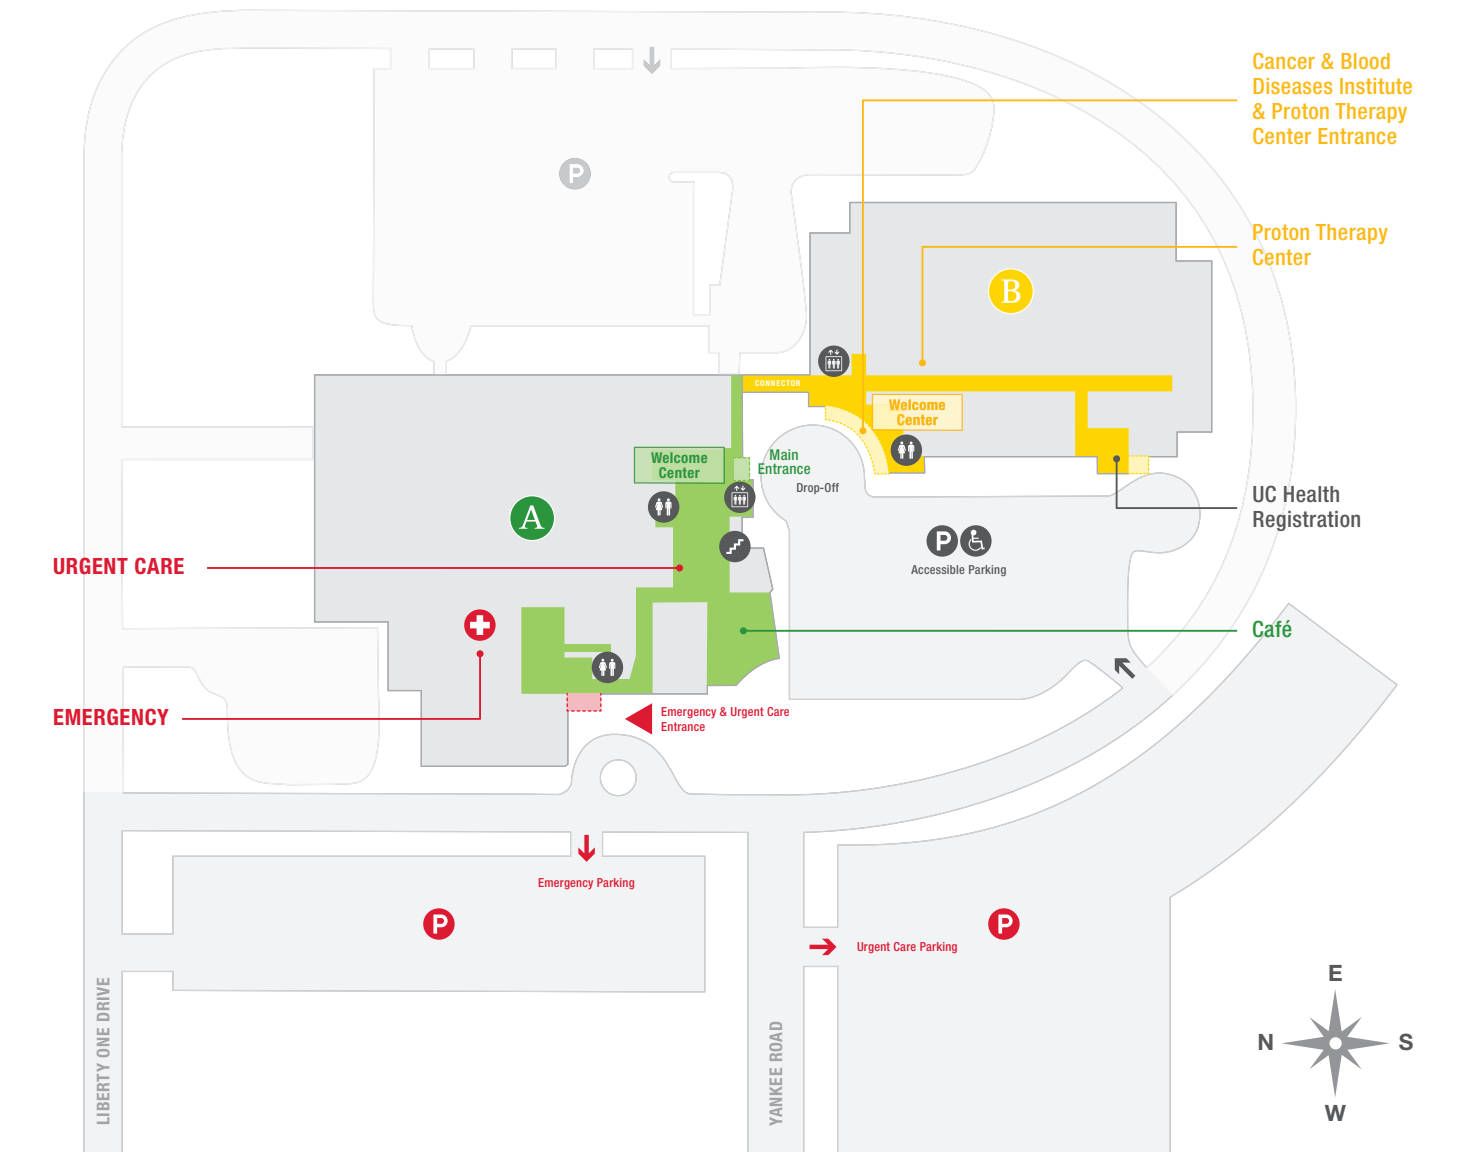 Cancer & Blood
Diseases Institute
& Proton Therapy
Center Entrance
P
Proton Therapy
Center
B
CONNECTOR
Welcome
Center
Main
Entrance
Welcome
Center
Drop-Off
UC Health
Registration
A
P
Accessible Parking
URGENT CARE
Café
EMERGENCY
Emergency & Urgent Care
Entrance
Emergency Parking
P
P
Urgent Care Parking
LIBERTY ONE DRIVE
YANKEE ROAD
E
N
S
W